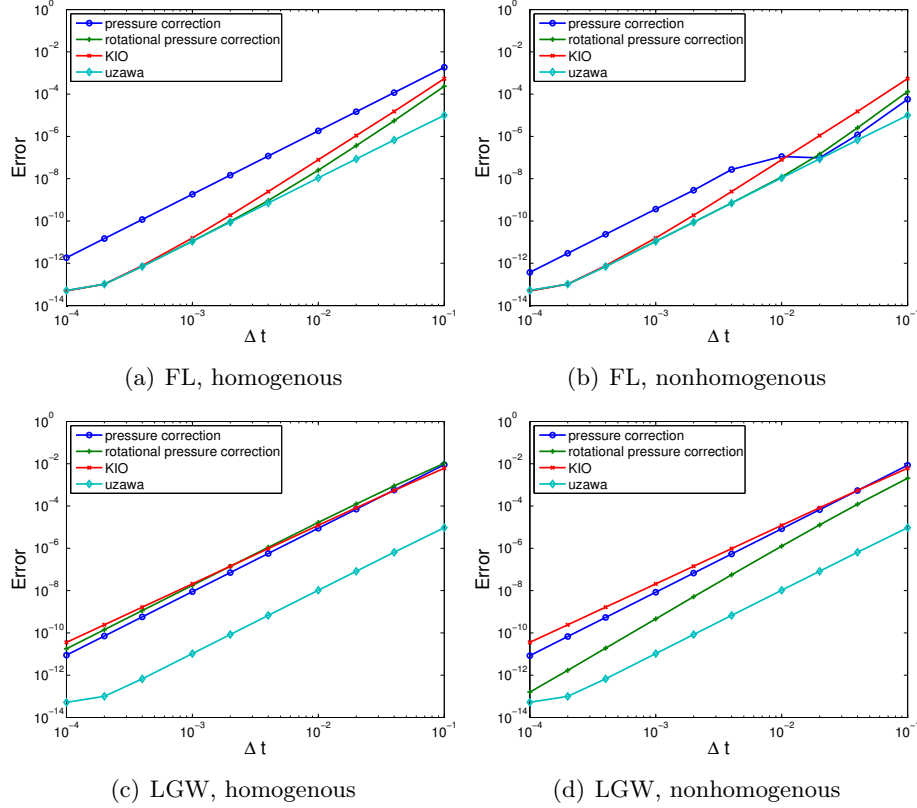 10^0
10^-2
10^-4
10^-6
10^-8
10^-10
10^-12
10^-14
Error
pressure correction
rotational pressure correction
KIO
uzawa
10^-4
10^-3
10^-2
10^-1
Δ t
(a) FL, homogenous
10^0
10^-2
10^-4
10^-6
10^-8
10^-10
10^-12
10^-14
Error
pressure correction
rotational pressure correction
KIO
uzawa
10^-4
10^-3
10^-2
10^-1
Δ t
(b) FL, nonhomogenous
10^0
10^-2
10^-4
10^-6
10^-8
10^-10
10^-12
10^-14
Error
pressure correction
rotational pressure correction
KIO
uzawa
10^-4
10^-3
10^-2
10^-1
Δ t
(c) LGW, homogenous
10^0
10^-2
10^-4
10^-6
10^-8
10^-10
10^-12
10^-14
Error
pressure correction
rotational pressure correction
KIO
uzawa
10^-4
10^-3
10^-2
10^-1
Δ t
(d) LGW, nonhomogenous